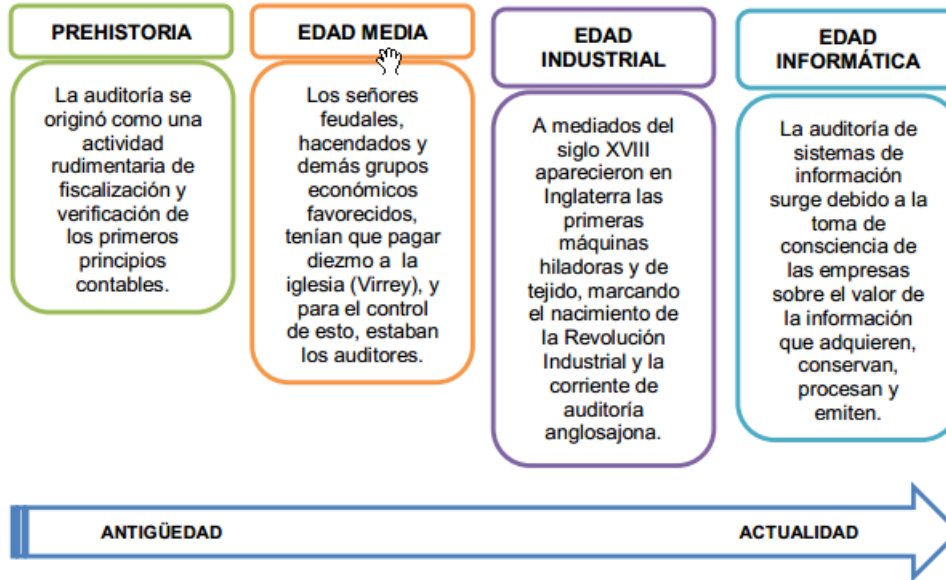 PREHISTORIA
La auditoría se
originó como una
actividad
rudimentaria de
fiscalización y
verificación de
los primeros
principios
contables.
EDAD MEDIA
Los señores
feudales,
hacendados y
demás grupos
económicos
favorecidos,
tenían que pagar
diezmo a la
iglesia (Virrey), y
para el control
de esto, estaban
los auditores.
EDAD
INDUSTRIAL
A mediados del
siglo XVIII
aparecieron en
Inglaterra las
primeras
máquinas
hiladoras y de
tejido, marcando
el nacimiento de
la Revolución
Industrial y la
corriente de
auditoría
anglosajona.
EDAD
INFORMÁTICA
La auditoría de
sistemas de
información
surge debido a la
toma de
consciencia de
las empresas
sobre el valor de
la información
que adquieren,
conservan,
procesan y
emiten.
ANTIGÜEDAD
ACTUALIDAD